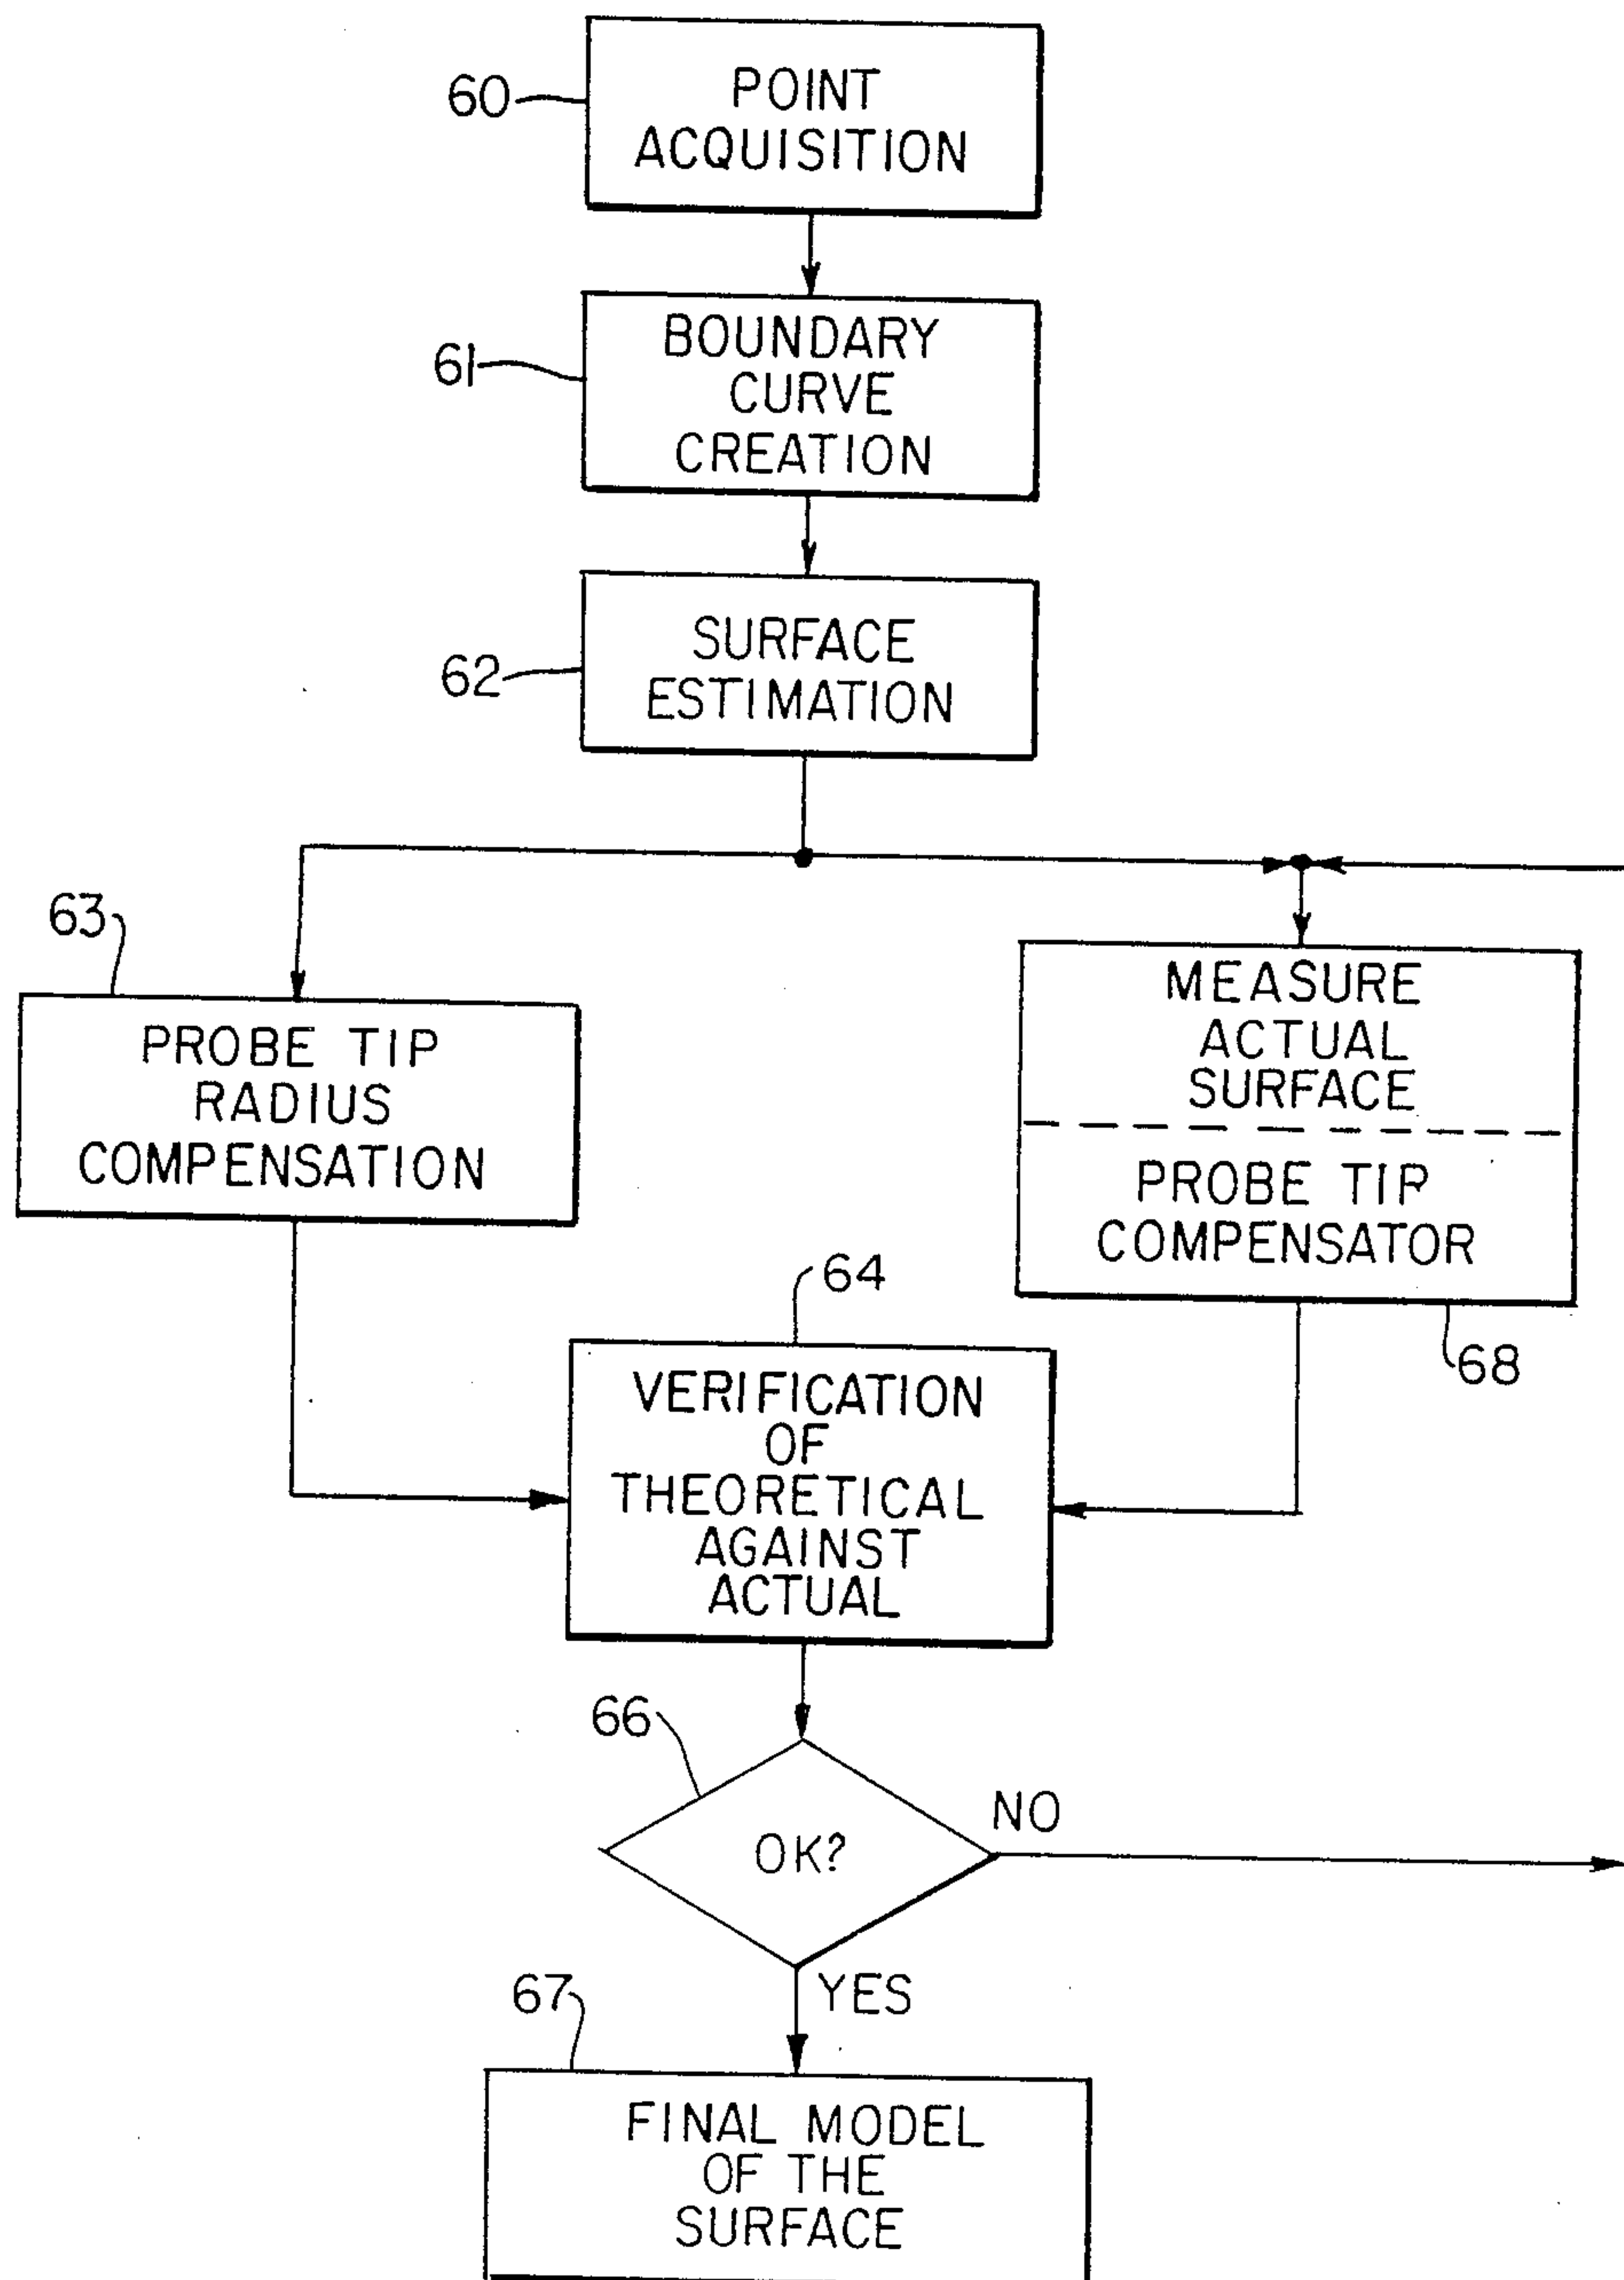 60
POINT
ACQUISITION
61
BOUNDARY
CURVE
CREATION
62
SURFACE
ESTIMATION
63
PROBE TIP
RADIUS
COMPENSATION
MEASURE
ACTUAL
SURFACE
PROBE TIP
COMPENSATOR
68
64
VERIFICATION
OF
THEORETICAL
AGAINST
ACTUAL
66
OK?
NO
YES
67
FINAL MODEL
OF THE
SURFACE